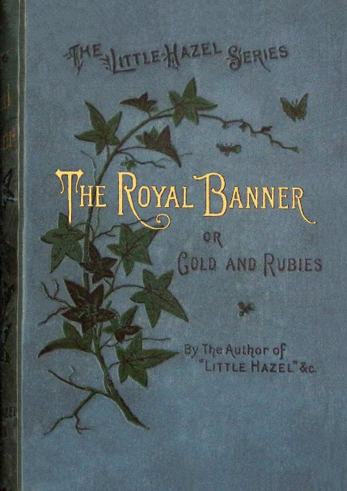 The Little Hazel Series
The Royal Banner
or
Gold and Rubies
By The Author of
"Little Hazel" &c.